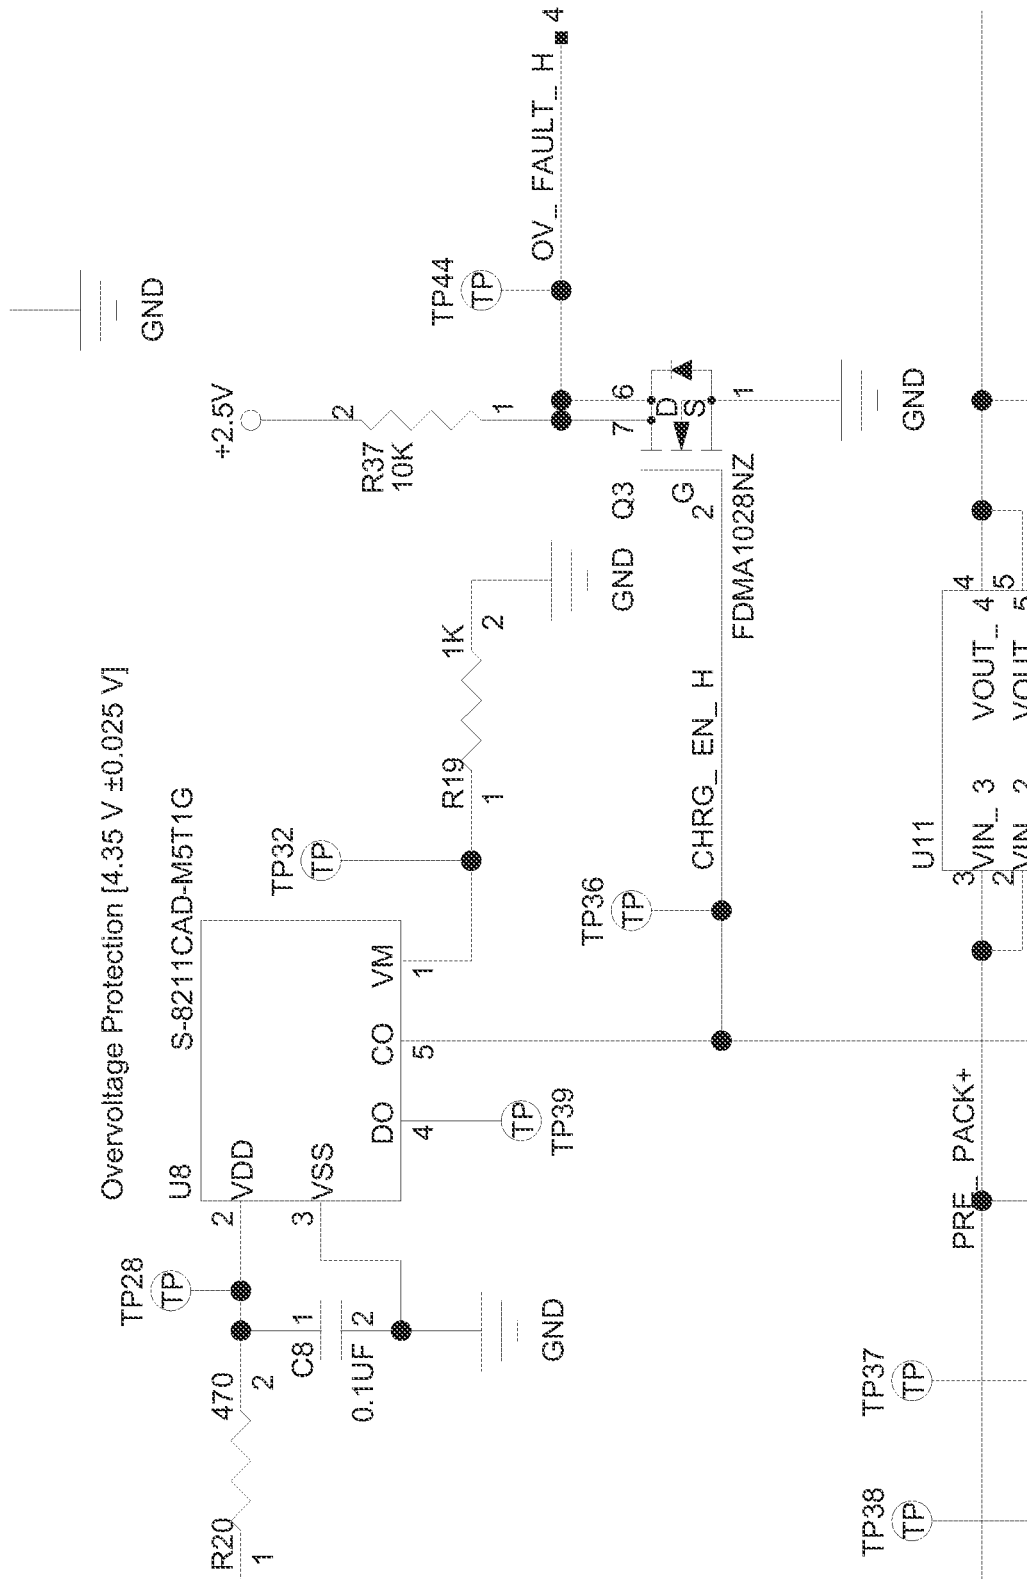 Overvoltage Protection [4.35 V ±0.025 V]
GND
U8
S-8211CAD-M5T1G
TP28
TP
R20
470
1
2
2
VDD
3
VSS
C8
1
0.1UF
2
GND
DO
4
CO
5
VM
1
TP
TP39
TP32
TP
R19
1K
1
2
GND
+2.5V
2
R37
10K
1
TP44
TP
OV_ FAULT_ H
4
Q3
7
6
D
S
G
2
1
FDMA1028NZ
GND
TP36
TP
CHRG_ EN_ H
TP38
TP
TP37
TP
PRE_ PACK+
U11
3
VIN_ 3
VOUT_ 4
4
2
VIN_ 2
VOUT_ 5
5